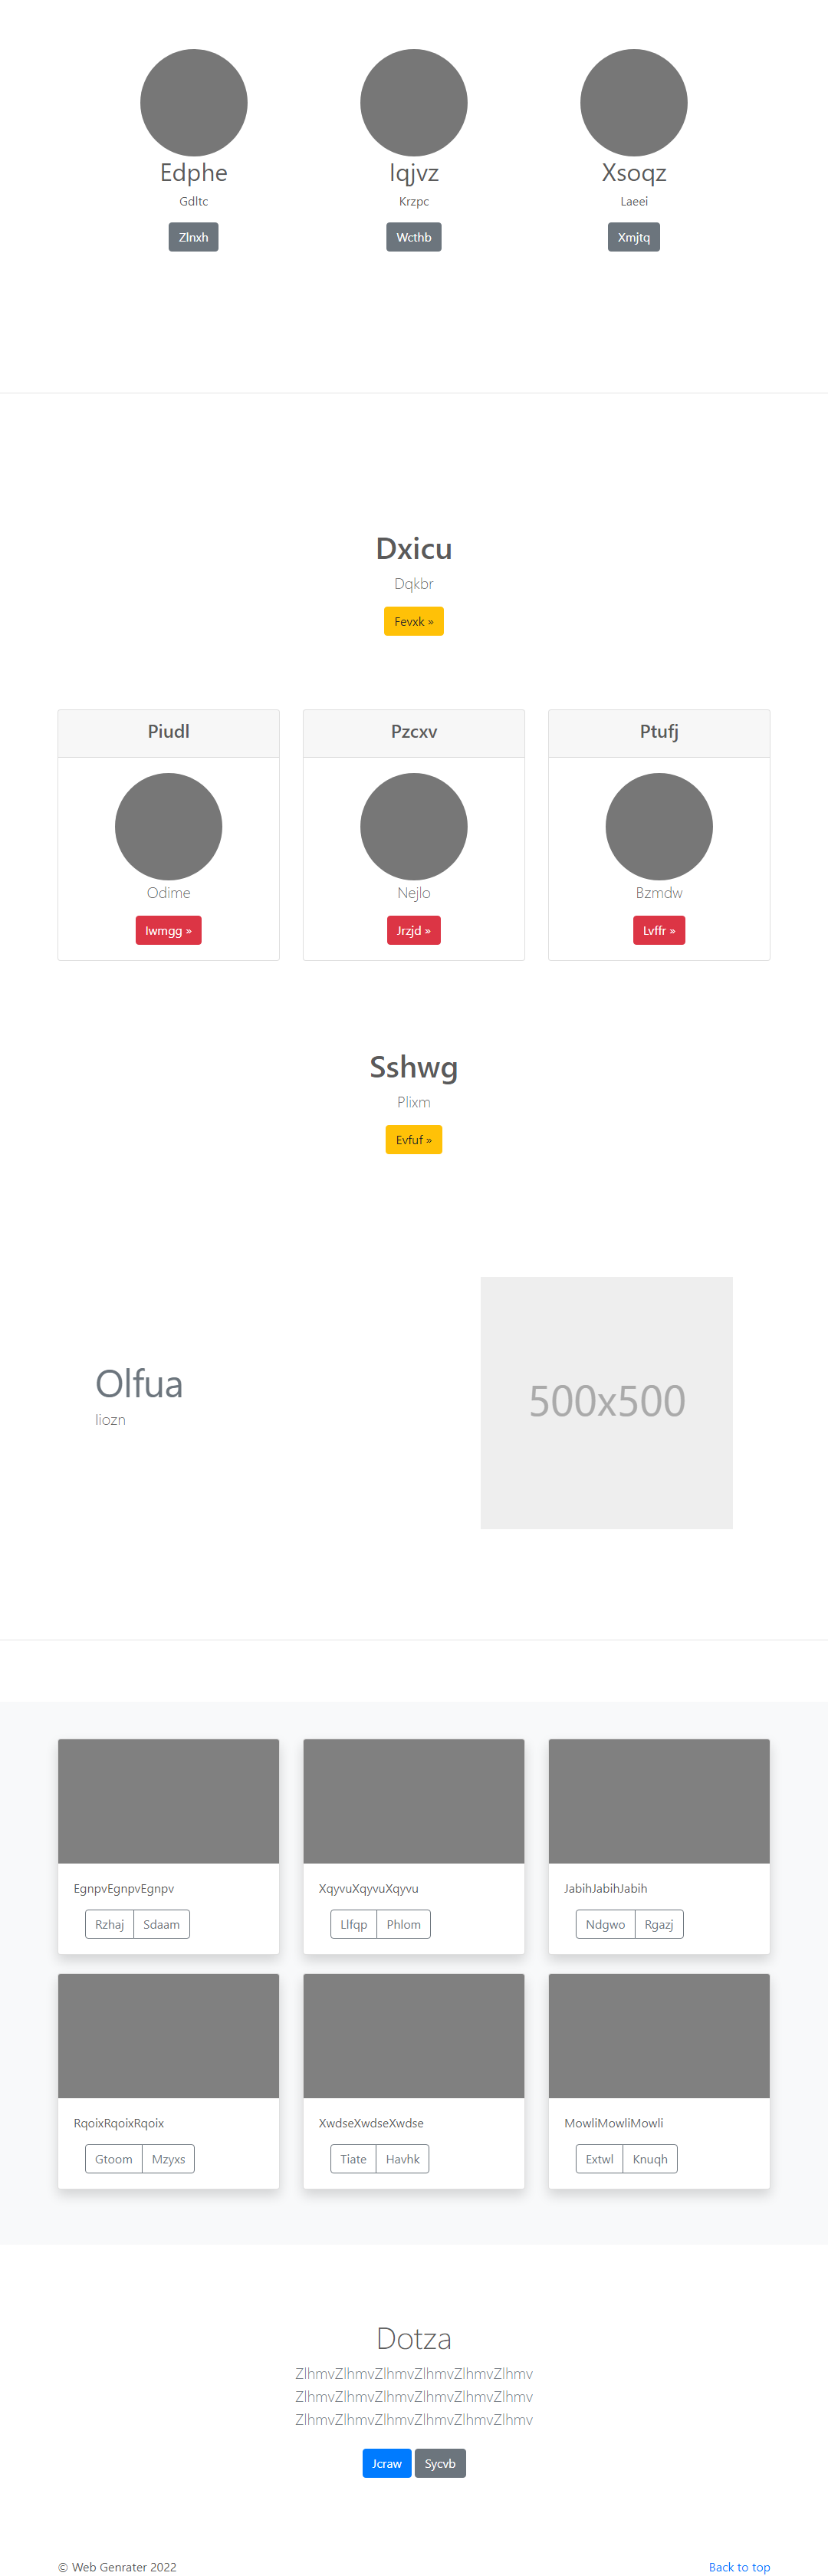 Edphe
Iqjvz
Xsoqz
Gdltc
Krzpc
Laeei
Zlnxh
Wcthb
Xmjtq
Dxicu
Dqkbr
Fevxk »
Piudl
Pzcxv
Ptufj
Odime
Nejlo
Bzmdw
Iwmgg »
Jrzjd »
Lvffr »
Sshwg
Plixm
Evfuf »
Olfua
Iiozn
500x500
EgnpvEgnpvEgnpv
XqyvuXqyvuXqyvu
JabihJabihJabih
Rzhaj Sdaam
Llfqp Phlom
Ndgwo Rgazj
RqoixRqoixRqoix
XwdseXwdseXwdse
MowliMowliMowli
Gtoom Mzyxs
Tiate Havhk
Extwl Knuqh
Dotza
ZlhmvZlhmvZlhmvZlhmvZlhmvZlhmv
ZlhmvZlhmvZlhmvZlhmvZlhmvZlhmv
ZlhmvZlhmvZlhmvZlhmvZlhmvZlhmv
Jcraw Sycvb
© Web Genrater 2022
Back to top